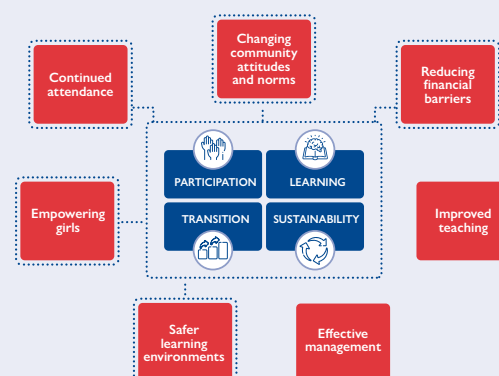 Changing
community
attitudes
and norms
Continued
attendance
Reducing
financial
barriers
PARTICIPATION
LEARNING
TRANSITION
SUSTAINABILITY
Empowering
girls
Improved
teaching
Safer
learning
environments
Effective
management